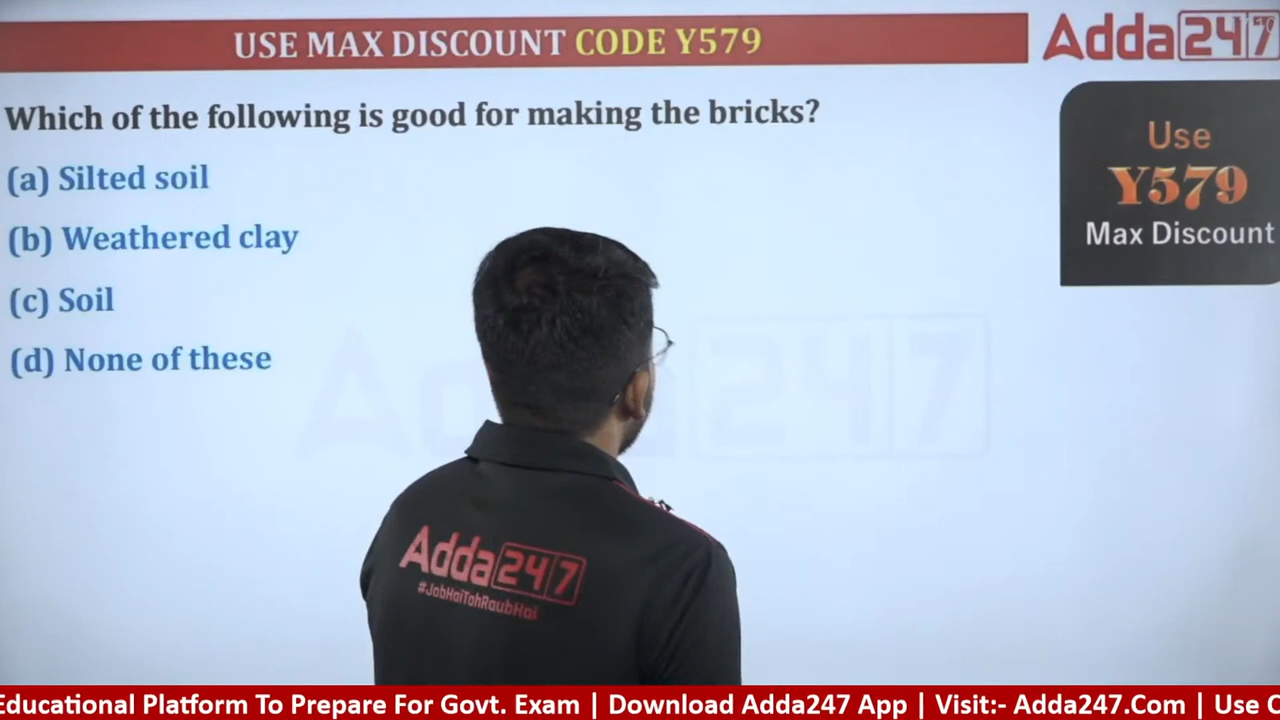 USE MAX DISCOUNT CODE Y579
Adda247
Which of the following is good for making the bricks?
(a) Silted soil
(b) Weathered clay
(c) Soil
(d) None of these
Use
Y579
Max Discount
Adda247
Adda247
#JobHaiTohRaubHai
Educational Platform To Prepare For Govt. Exam | Download Adda247 App | Visit:- Adda247.Com | Use